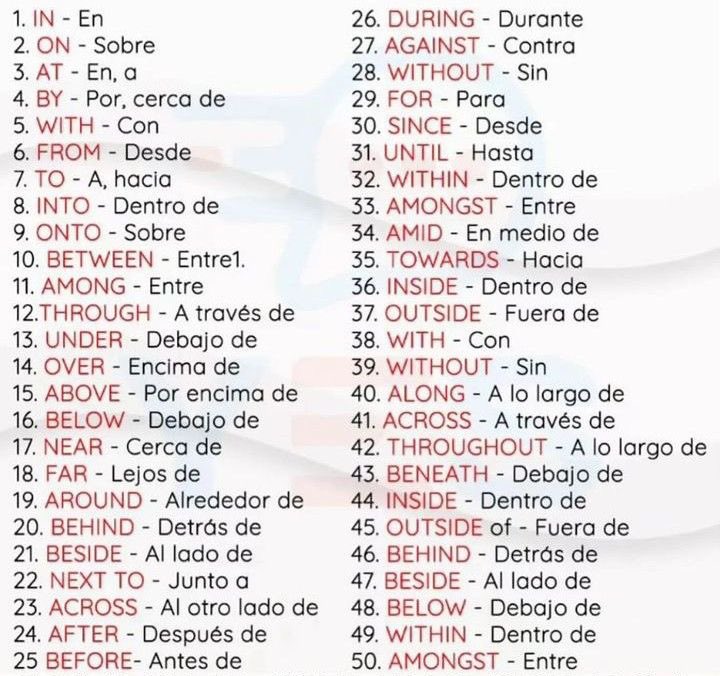 1. IN - En
2. ON - Sobre
3. AT - En, a
4. BY - Por, cerca de
5. WITH - Con
6. FROM - Desde
7. TO - A, hacia
8. INTO - Dentro de
9. ONTO - Sobre
10. BETWEEN - Entre1.
11. AMONG - Entre
12.THROUGH - A través de
13. UNDER - Debajo de
14. OVER - Encima de
15. ABOVE - Por encima de
16. BELOW - Debajo de
17. NEAR - Cerca de
18. FAR - Lejos de
19. AROUND - Alrededor de
20. BEHIND - Detrás de
21. BESIDE - Al lado de
22. NEXT TO - Junto a
23. ACROSS - Al otro lado de
24. AFTER - Después de
25 BEFORE- Antes de
26. DURING - Durante
27. AGAINST - Contra
28. WITHOUT - Sin
29. FOR - Para
30. SINCE - Desde
31. UNTIL - Hasta
32. WITHIN - Dentro de
33. AMONGST - Entre
34. AMID - En medio de
35. TOWARDS - Hacia
36. INSIDE - Dentro de
37. OUTSIDE - Fuera de
38. WITH - Con
39. WITHOUT - Sin
40. ALONG - A lo largo de
41. ACROSS - A través de
42. THROUGHOUT - A lo largo de
43. BENEATH - Debajo de
44. INSIDE - Dentro de
45. OUTSIDE of - Fuera de
46. BEHIND - Detrás de
47. BESIDE - Al lado de
48. BELOW - Debajo de
49. WITHIN - Dentro de
50. AMONGST - Entre